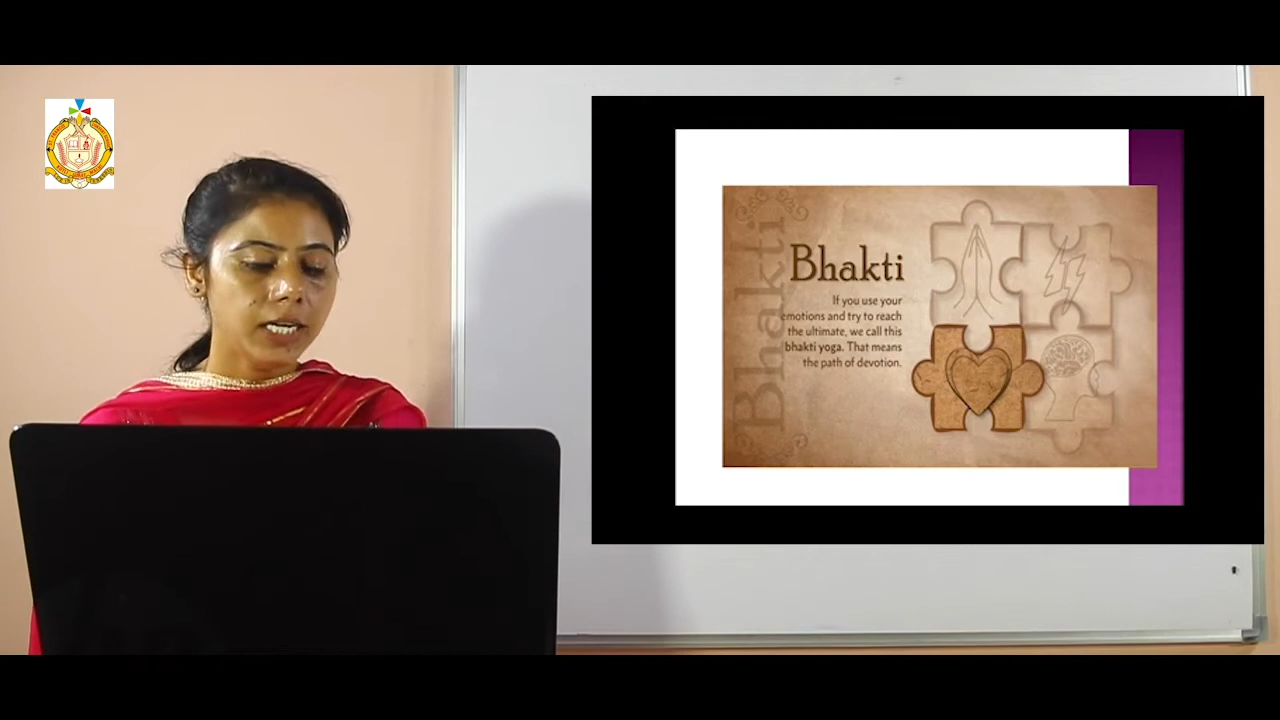 Bhakti
Bhakti
If you use your
emotions and try to reach
the ultimate, we call this
bhakti yoga. That means
the path of devotion.